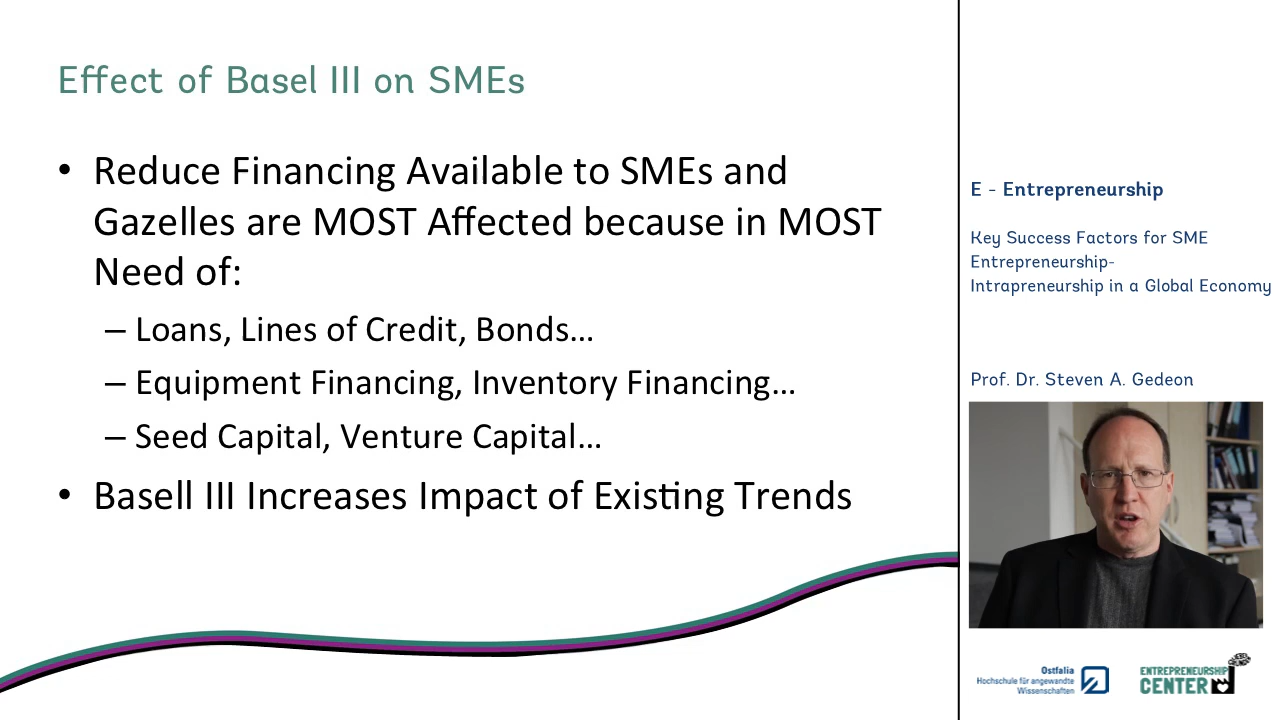 Effect of Basel III on SMEs
• Reduce Financing Available to SMEs and
Gazelles are MOST Affected because in MOST
Need of:
– Loans, Lines of Credit, Bonds...
– Equipment Financing, Inventory Financing...
– Seed Capital, Venture Capital...
• Basell III Increases Impact of Existing Trends
E - Entrepreneurship
Key Success Factors for SME
Entrepreneurship-
Intrapreneurship in a Global Economy
Prof. Dr. Steven A. Gedeon
Ostfalia
Hochschule für angewandte
Wissenschaften
ENTREPRENEURSHIP
CENTER